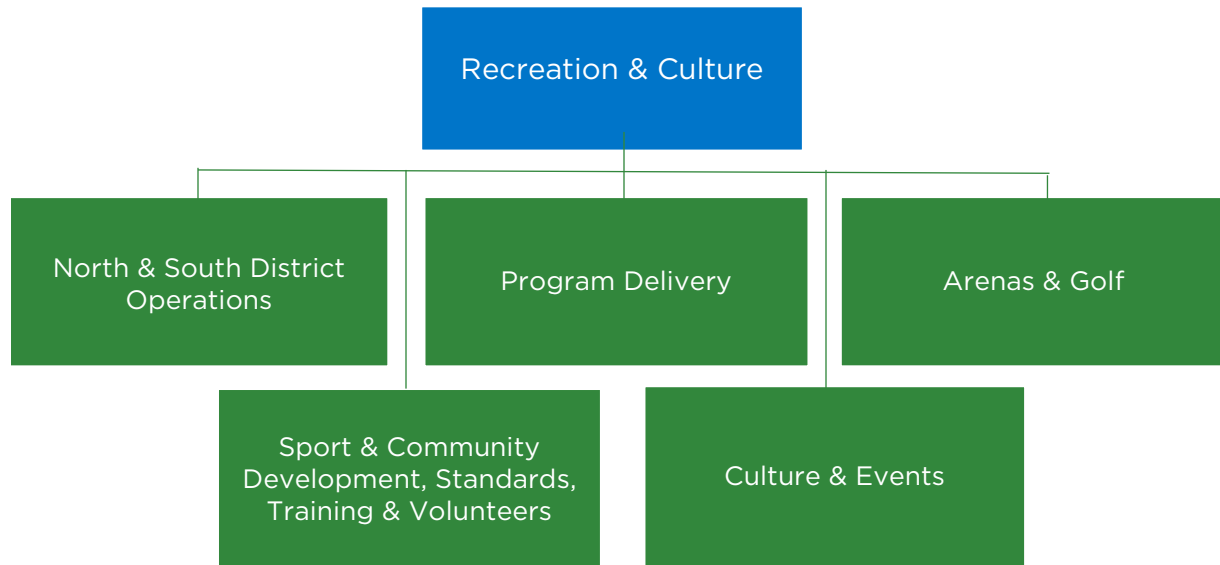 Recreation & Culture
North & South District
Operations
Program Delivery
Arenas & Golf
Sport & Community
Development, Standards,
Training & Volunteers
Culture & Events